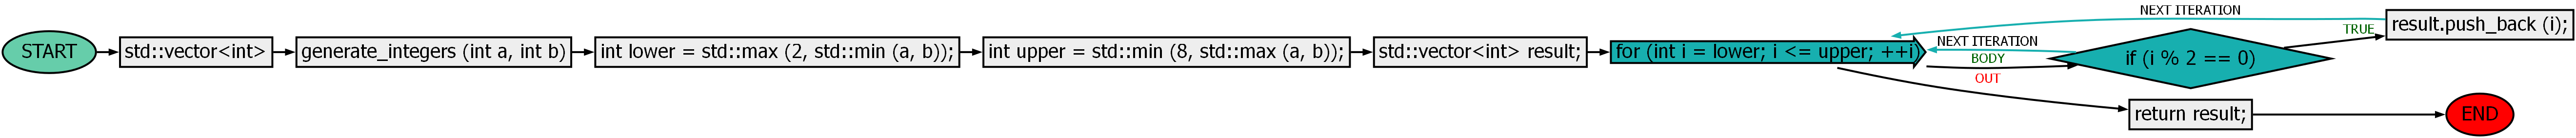 START
std::vector<int>
generate_integers (int a, int b)
int lower = std::max (2, std::min (a, b));
int upper = std::min (8, std::max (a, b));
std::vector<int> result;
for (int i = lower; i <= upper; ++i)
NEXT ITERATION
NEXT ITERATION
BODY
OUT
if (i % 2 == 0)
TRUE
result.push_back (i);
return result;
END